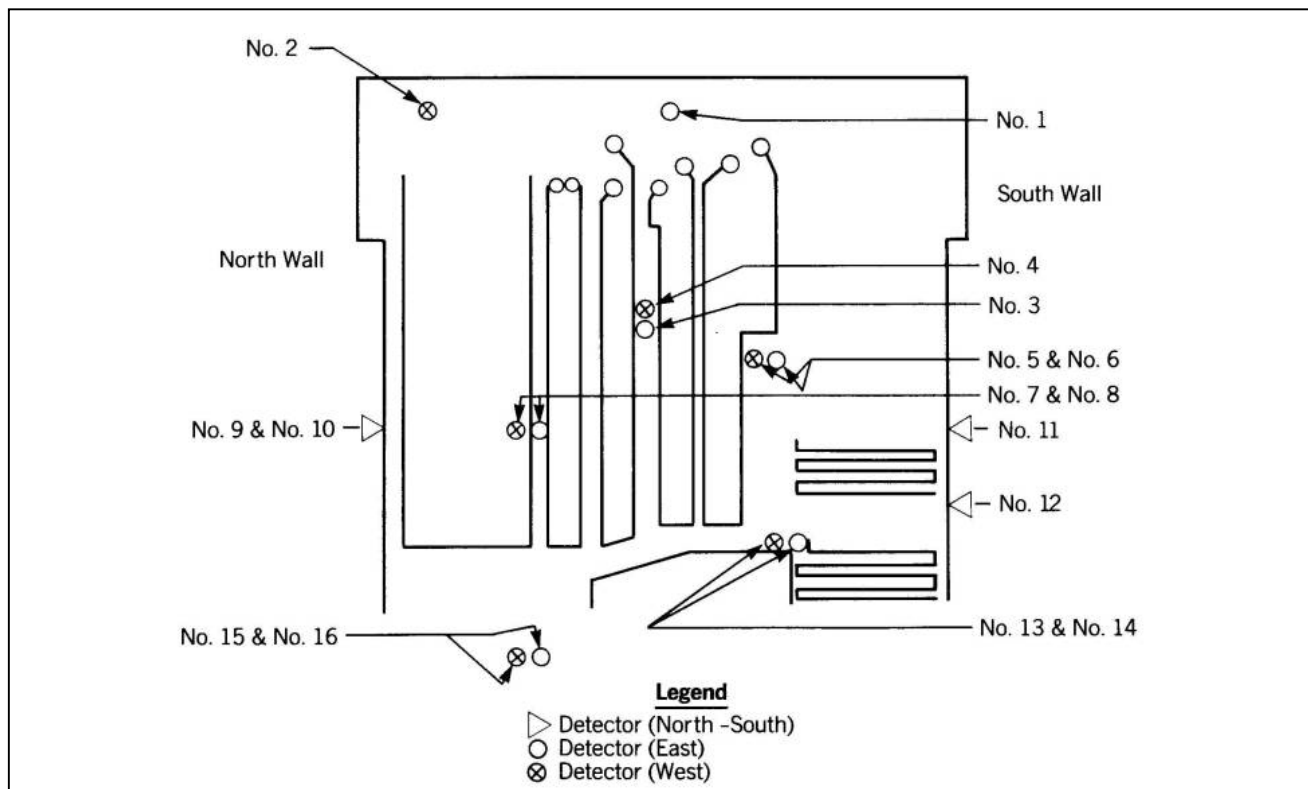 No. 2
No. 1
South Wall
North Wall
No. 4
No. 3
No. 5 & No. 6
No. 7 & No. 8
No. 9 & No. 10
No. 11
No. 12
No. 15 & No. 16
No. 13 & No. 14
Legend
Detector (North -South)
Detector (East)
Detector (West)